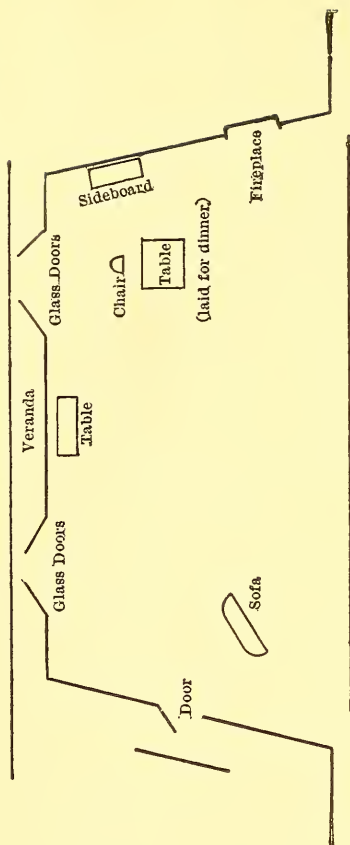 Veranda
Glass Doors
Glass Doors
Table
Sideboard
Chair
Table
(laid for dinner)
Door
Sofa
Fireplace